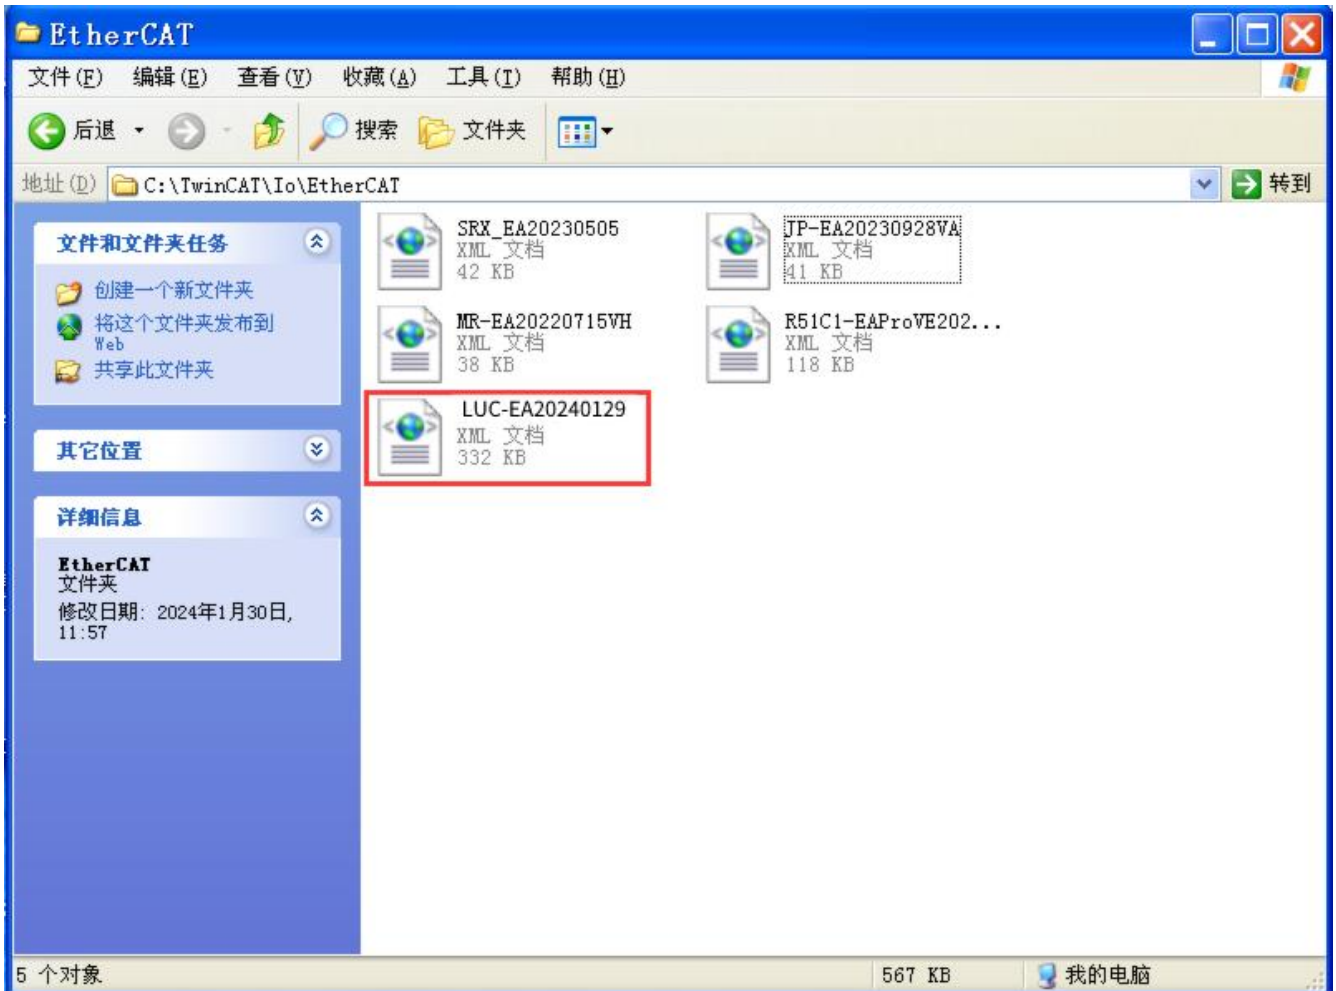 EtherCAT
文件(F) 编辑(E) 查看(V) 收藏(A) 工具(T) 帮助(H)
后退 搜索 文件夹
地址(D) C:\TwinCAT\Io\EtherCAT 转到
文件和文件夹任务
创建一个新文件夹
将这个文件夹发布到
Web
共享此文件夹
其它位置
详细信息
EtherCAT
文件夹
修改日期: 2024年1月30日,
11:57
SRX_EA20230505
XML 文档
42 KB
JP-EA20230928VA
XML 文档
41 KB
MR-EA20220715VH
XML 文档
38 KB
R51C1-EAProVE202...
XML 文档
118 KB
LUC-EA20240129
XML 文档
332 KB
5 个对象 567 KB 我的电脑